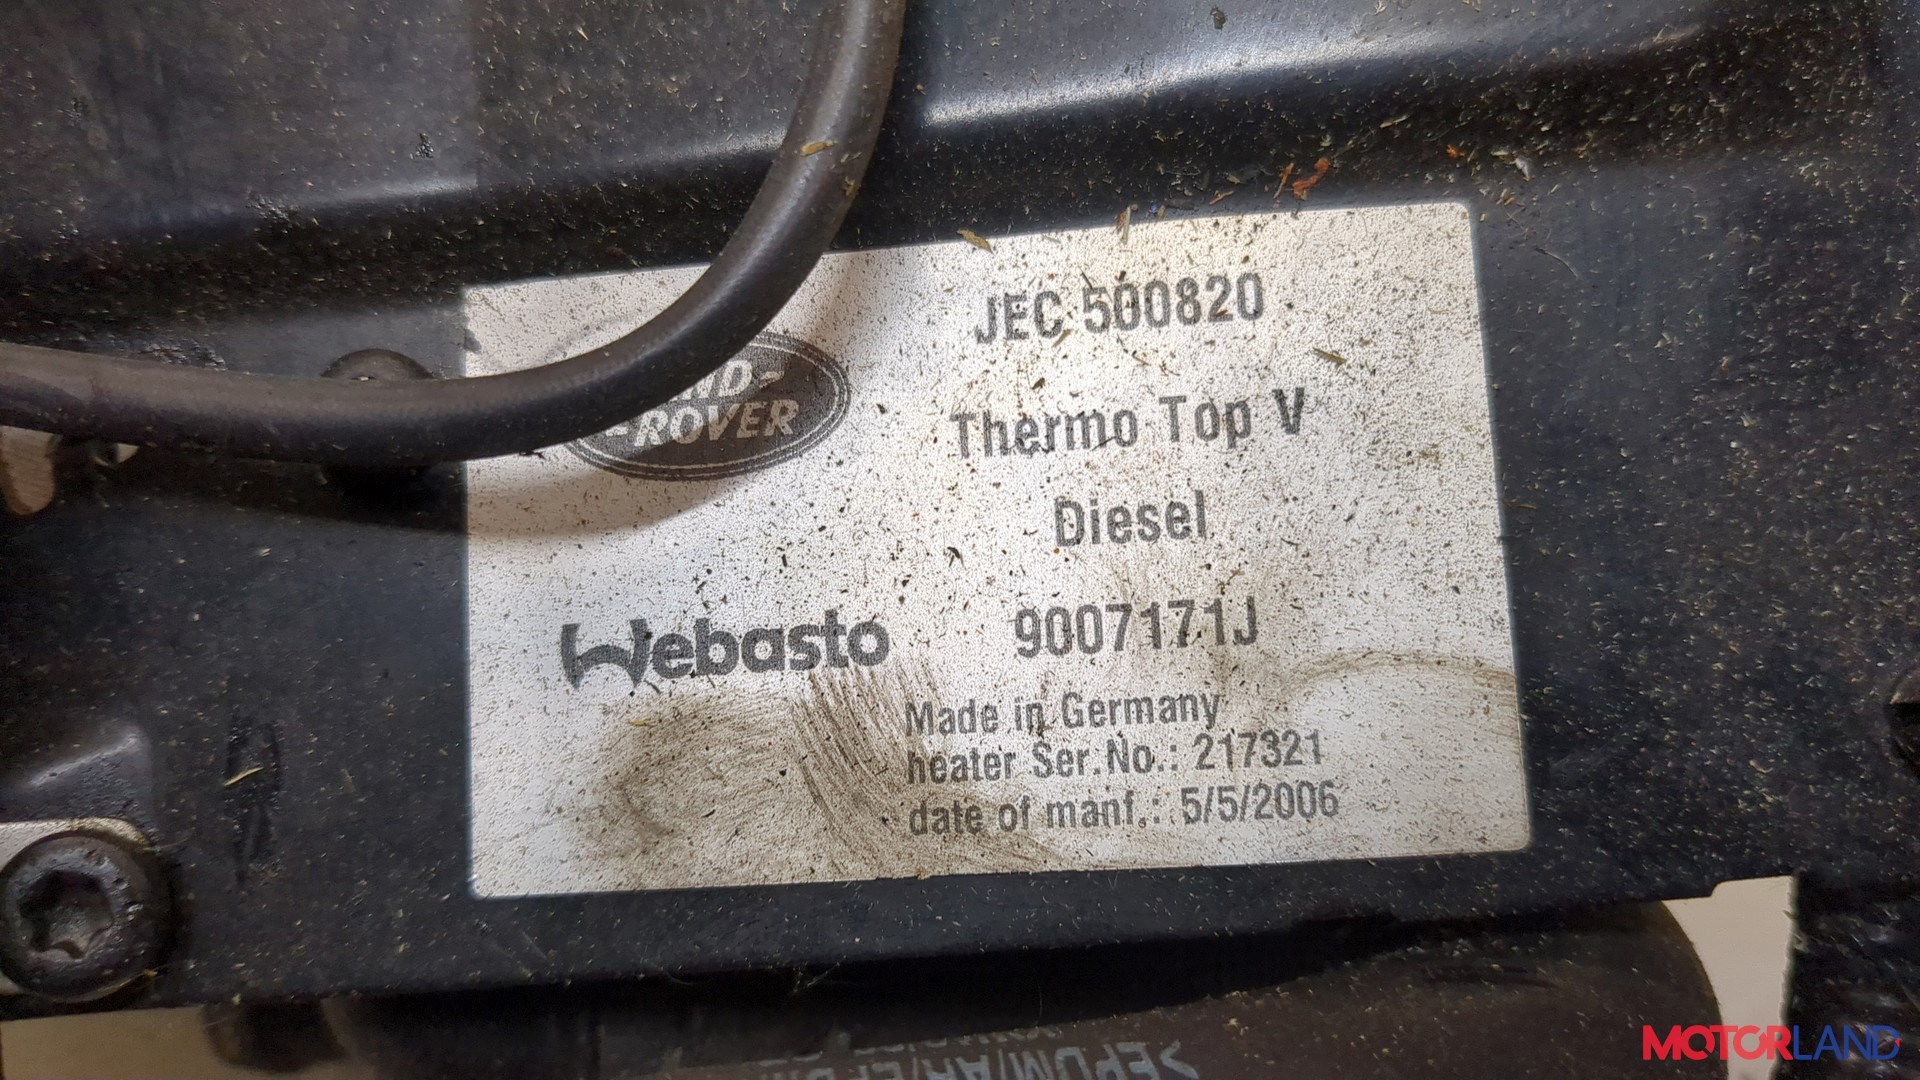 JEC 500820
ROVER
Thermo Top V
Diesel
Webasto
9007171J
Made in Germany
heater Ser.No.: 217321
date of manf.: 5/5/2006
MOTORLAND